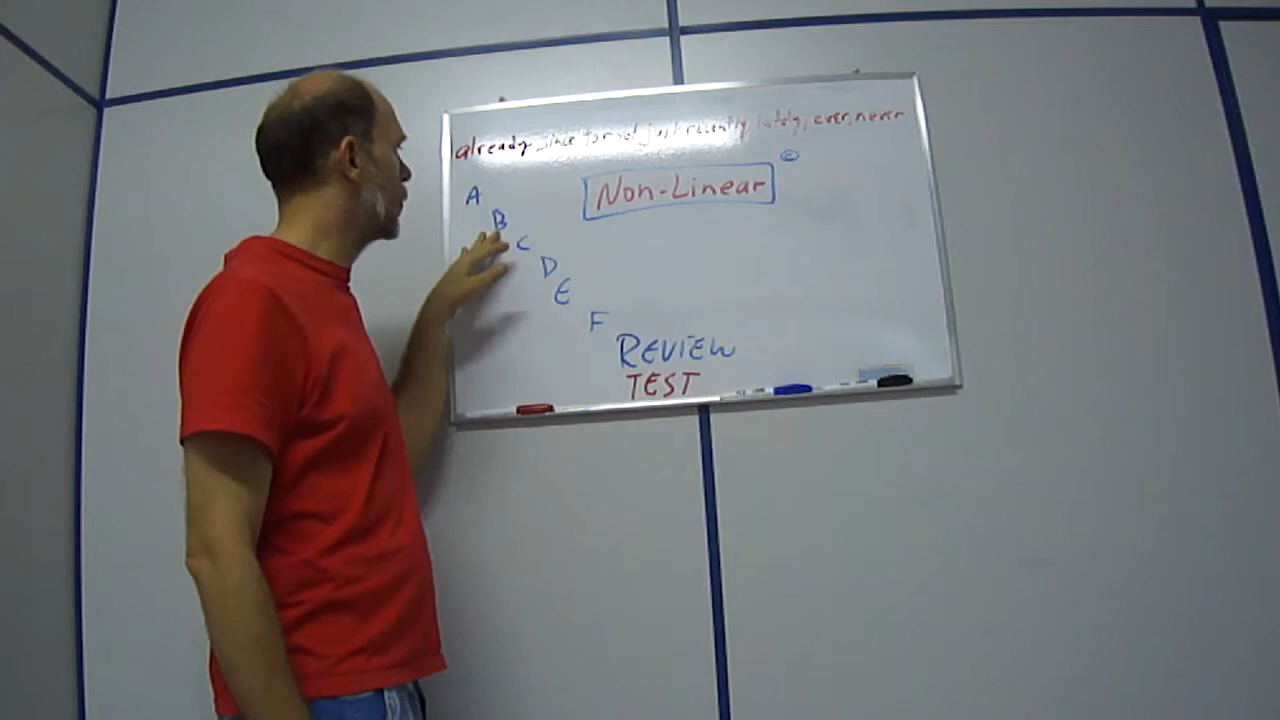 already, since for yet just recently, lately, ever, never
©
Non-Linear
A
B
C
D
E
F
REVIEW
TEST